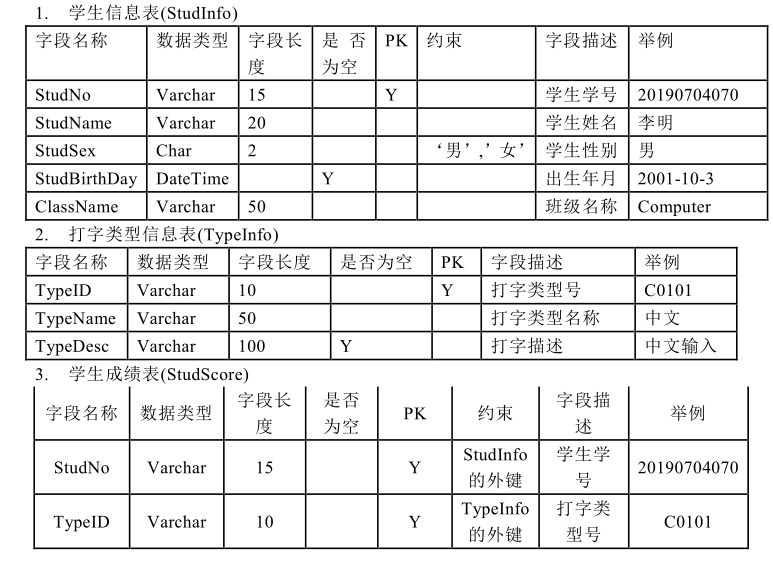 1. 学生信息表(StudInfo)
字段名称 数据类型 字段长度 是否为空 PK 约束 字段描述 举例
StudNo Varchar 15 Y 学生学号 20190704070
StudName Varchar 20 学生姓名 李明
StudSex Char 2 ‘男’,’女’ 学生性别 男
StudBirthDay DateTime Y 出生年月 2001-10-3
ClassName Varchar 50 班级名称 Computer
2. 打字类型信息表(TypeInfo)
字段名称 数据类型 字段长度 是否为空 PK 字段描述 举例
TypeID Varchar 10 Y 打字类型号 C0101
TypeName Varchar 50 打字类型名称 中文
TypeDesc Varchar 100 Y 打字描述 中文输入
3. 学生成绩表(StudScore)
字段名称 数据类型 字段长度 是否为空 PK 约束 字段描述 举例
StudNo Varchar 15 Y StudInfo的外键 学生学号 20190704070
TypeID Varchar 10 Y TypeInfo的外键 打字类型号 C0101